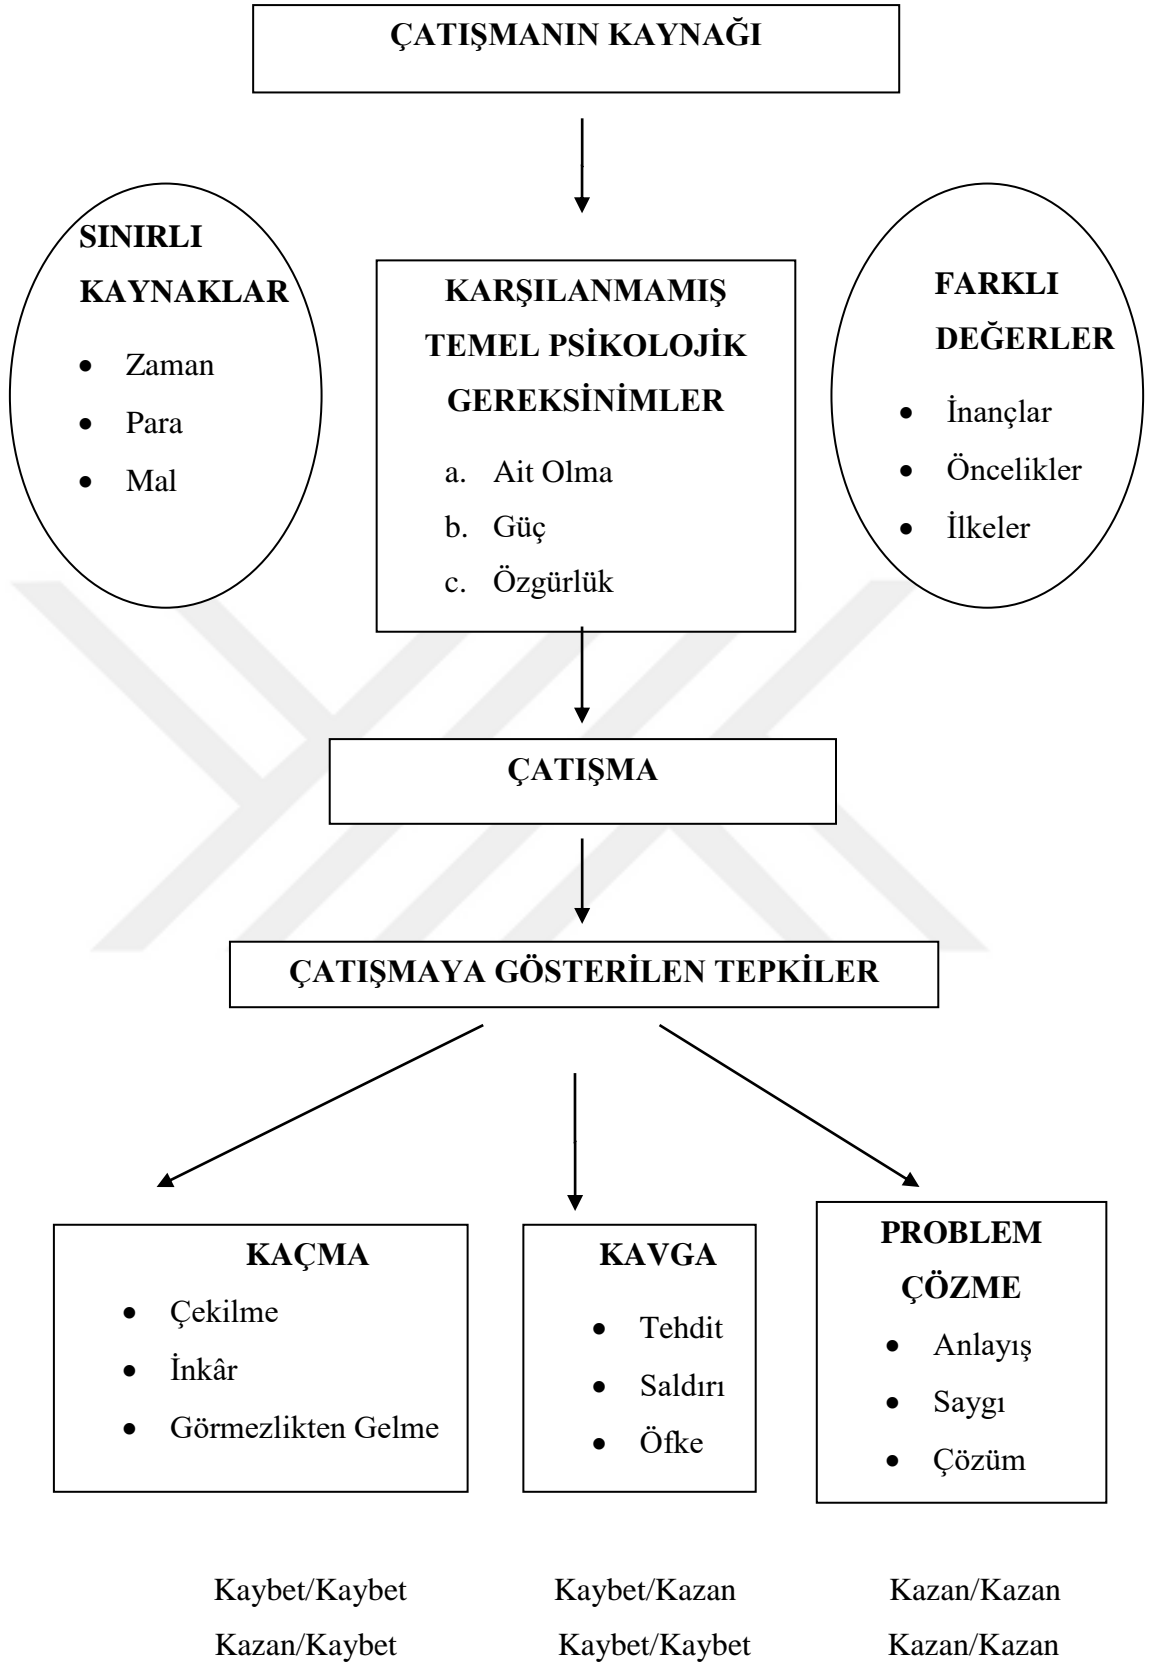 ÇATIŞMANIN KAYNAĞI
SINIRLI
KAYNAKLAR
• Zaman
• Para
• Mal
KARŞILANMAMIŞ
TEMEL PSİKOLOJİK
GEREKSİNİMLER
a. Ait Olma
b. Güç
c. Özgürlük
FARKLI
DEĞERLER
• İnançlar
• Öncelikler
• İlkeler
ÇATIŞMA
ÇATIŞMAYA GÖSTERİLEN TEPKİLER
KAÇMA
• Çekilme
• İnkâr
• Görmezlikten Gelme
KAVGA
• Tehdit
• Saldırı
• Öfke
PROBLEM
ÇÖZME
• Anlayış
• Saygı
• Çözüm
Kaybet/Kaybet Kaybet/Kazan Kazan/Kazan
Kazan/Kaybet Kaybet/Kaybet Kazan/Kazan